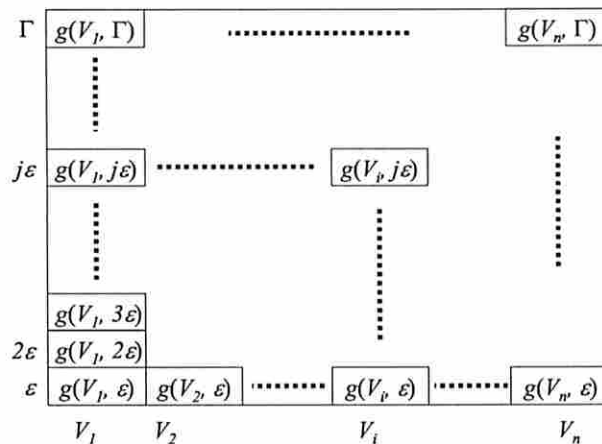 Γ g(V₁, Γ) g(Vₙ, Γ)
jε g(V₁, jε) g(Vᵢ, jε)
g(V₁, 3ε)
2ε g(V₁, 2ε)
ε g(V₁, ε) g(V₂, ε) g(Vᵢ, ε) g(Vₙ, ε)
V₁ V₂ Vᵢ Vₙ